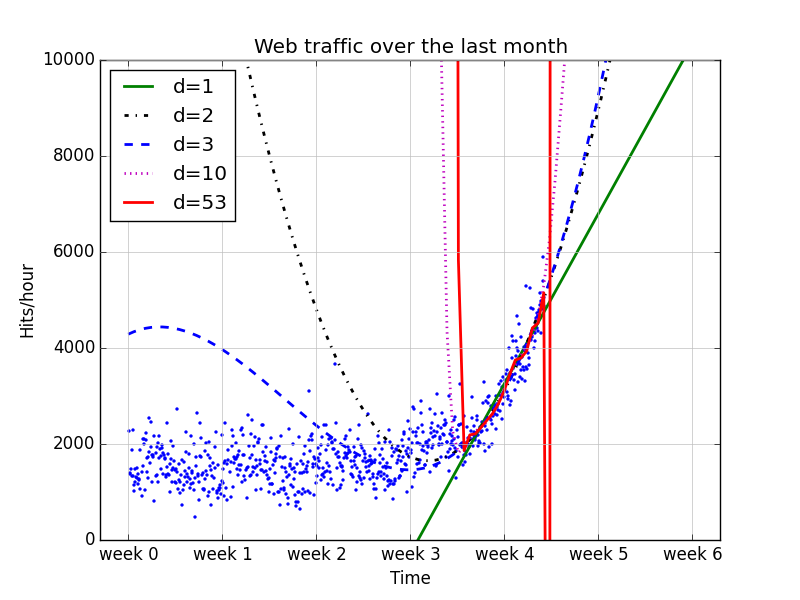 Web traffic over the last month
10000
8000
6000
4000
2000
0
Hits/hour
d=1
d=2
d=3
d=10
d=53
week 0 week 1 week 2 week 3 week 4 week 5 week 6
Time